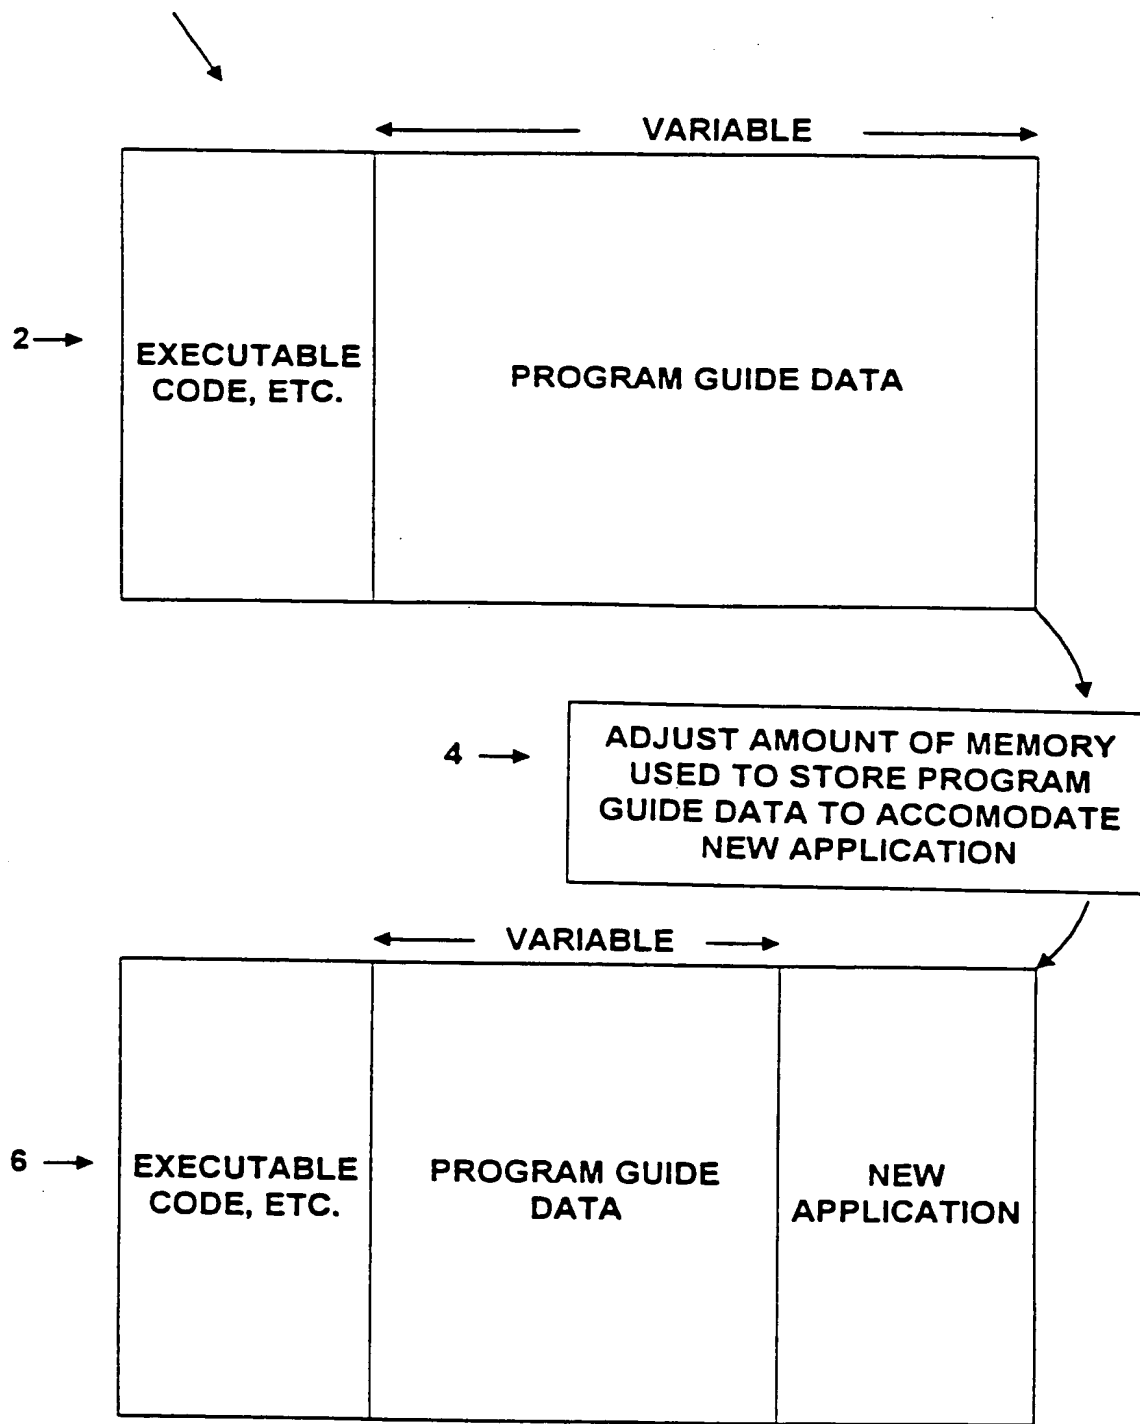 VARIABLE
2
EXECUTABLE
CODE, ETC.
PROGRAM GUIDE DATA
4
ADJUST AMOUNT OF MEMORY
USED TO STORE PROGRAM
GUIDE DATA TO ACCOMODATE
NEW APPLICATION
VARIABLE
6
EXECUTABLE
CODE, ETC.
PROGRAM GUIDE
DATA
NEW
APPLICATION